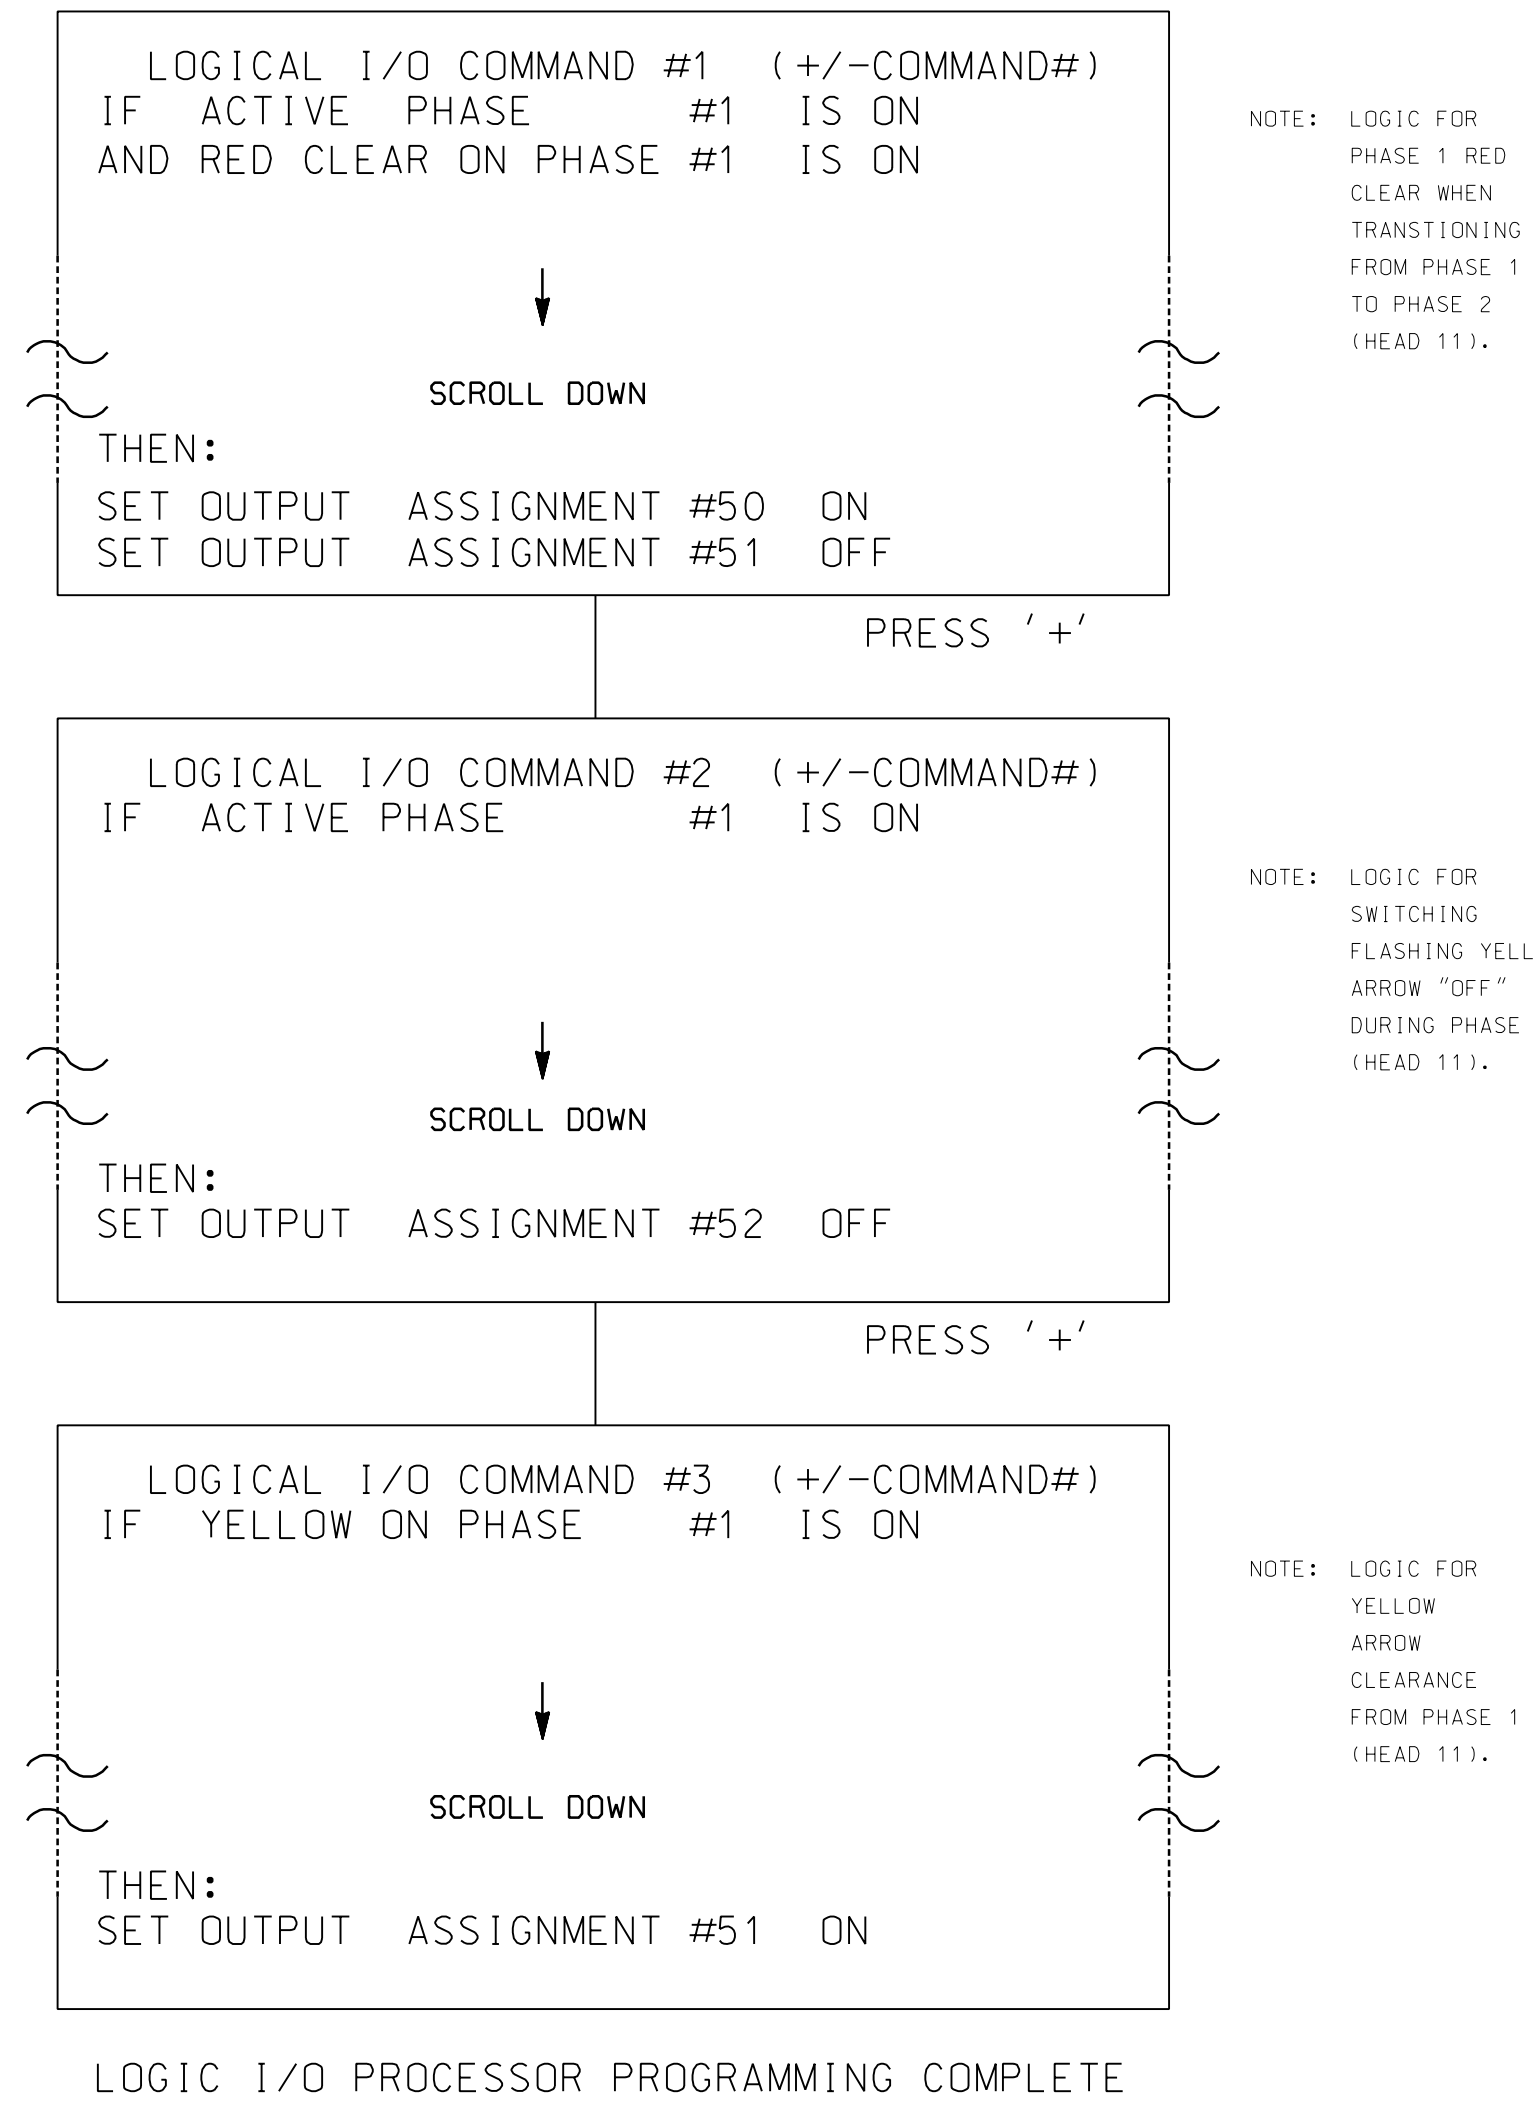 LOGICAL I/O COMMAND #1 (+/-COMMAND#)
IF ACTIVE PHASE #1 IS ON
AND RED CLEAR ON PHASE #1 IS ON
NOTE: LOGIC FOR
PHASE 1 RED
CLEAR WHEN
TRANSTIONING
FROM PHASE 1
TO PHASE 2
(HEAD 11).
SCROLL DOWN
THEN:
SET OUTPUT ASSIGNMENT #50 ON
SET OUTPUT ASSIGNMENT #51 OFF
PRESS '+'
LOGICAL I/O COMMAND #2 (+/-COMMAND#)
IF ACTIVE PHASE #1 IS ON
NOTE: LOGIC FOR
SWITCHING
FLASHING YELL
ARROW "OFF"
DURING PHASE
(HEAD 11).
SCROLL DOWN
THEN:
SET OUTPUT ASSIGNMENT #52 OFF
PRESS '+'
LOGICAL I/O COMMAND #3 (+/-COMMAND#)
IF YELLOW ON PHASE #1 IS ON
NOTE: LOGIC FOR
YELLOW
ARROW
CLEARANCE
FROM PHASE 1
(HEAD 11).
SCROLL DOWN
THEN:
SET OUTPUT ASSIGNMENT #51 ON
LOGIC I/O PROCESSOR PROGRAMMING COMPLETE